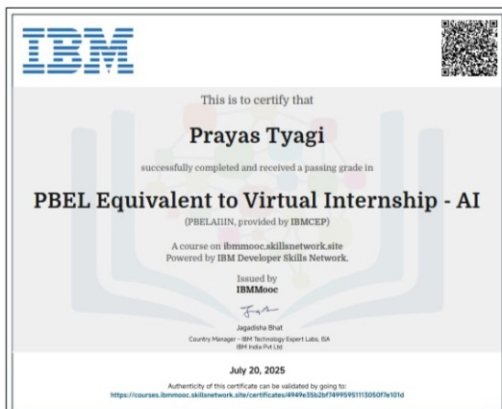 IBM
This is to certify that
Prayas Tyagi
successfully completed and received a passing grade in
PBEL Equivalent to Virtual Internship - AI
(PBELAIIN, provided by IBMCEP)
A course on ibmmooc.skillsnetwork.site
Powered by IBM Developer Skills Network.
Issued by
IBMMooc
Jagadisha Bhat
Country Manager - IBM Technology Expert Labs, ISA
IBM India Pvt Ltd
July 20, 2025
Authenticity of this certificate can be validated by going to: